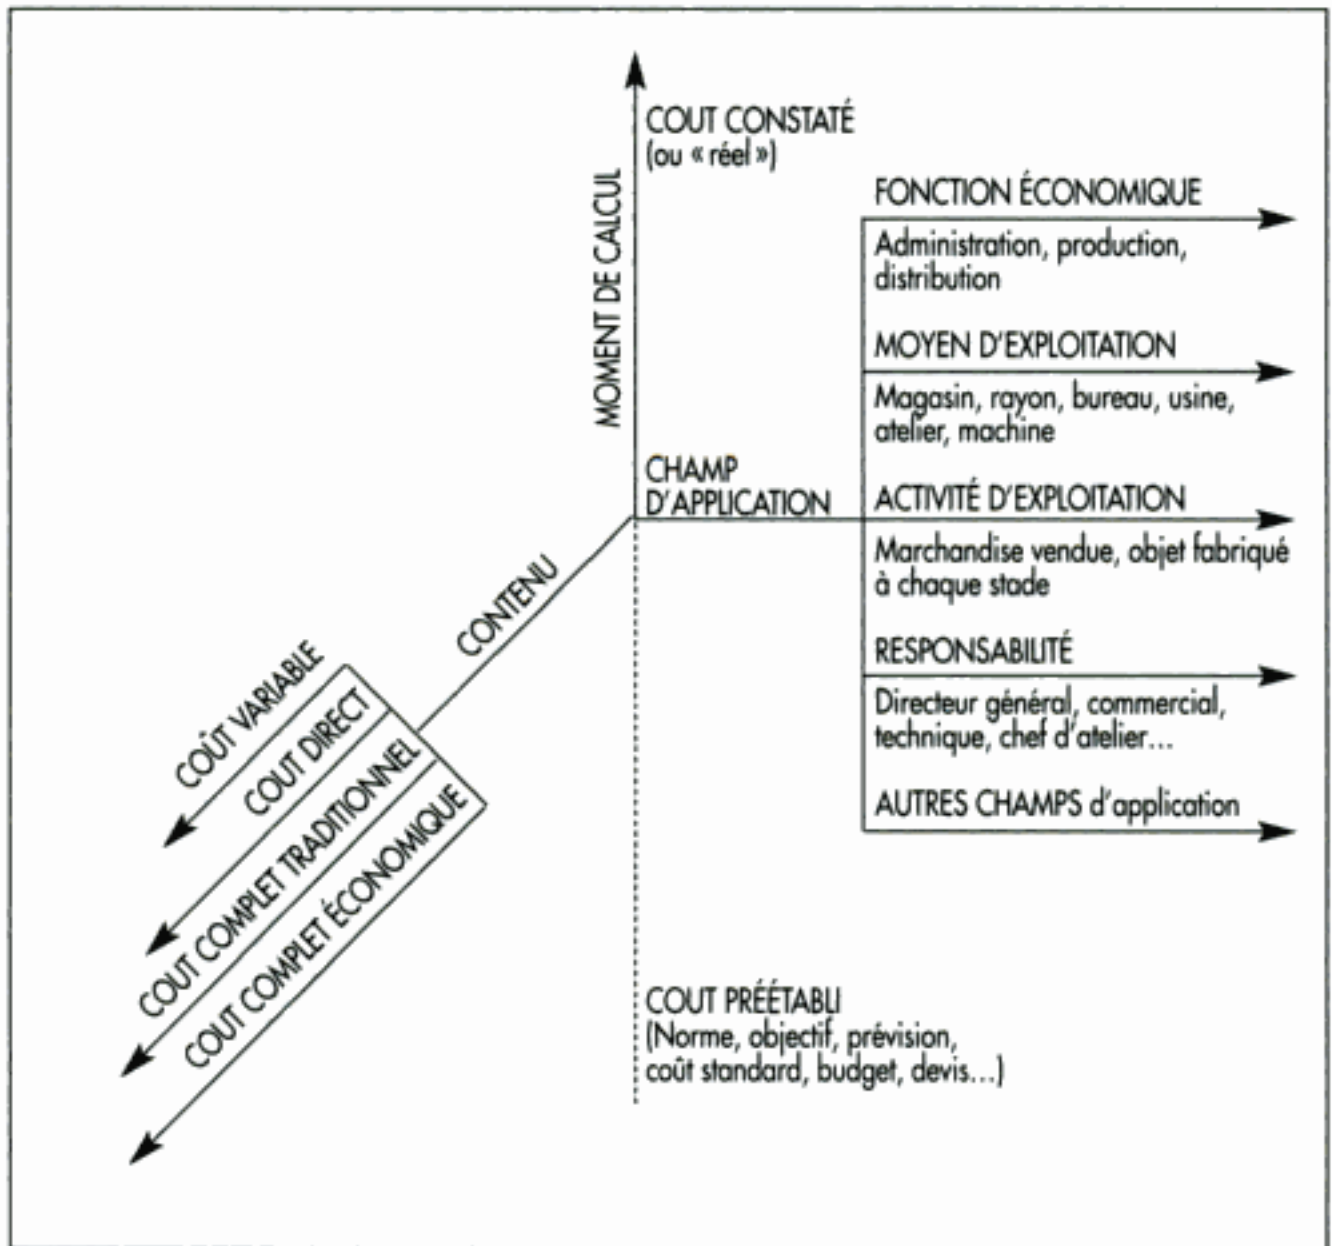 COUT CONSTATÉ
(ou « réel »)
MOMENT DE CALCUL
FONCTION ÉCONOMIQUE
Administration, production,
distribution
MOYEN D'EXPLOITATION
Magasin, rayon, bureau, usine,
atelier, machine
CHAMP
D'APPLICATION
ACTIVITÉ D'EXPLOITATION
Marchandise vendue, objet fabriqué
à chaque stade
RESPONSABILITÉ
Directeur général, commercial,
technique, chef d'atelier...
AUTRES CHAMPS d'application
CONTENU
COÛT VARIABLE
COUT DIRECT
COUT COMPLET TRADITIONNEL
COUT COMPLET ÉCONOMIQUE
COUT PRÉÉTABLI
(Norme, objectif, prévision,
coût standard, budget, devis...)